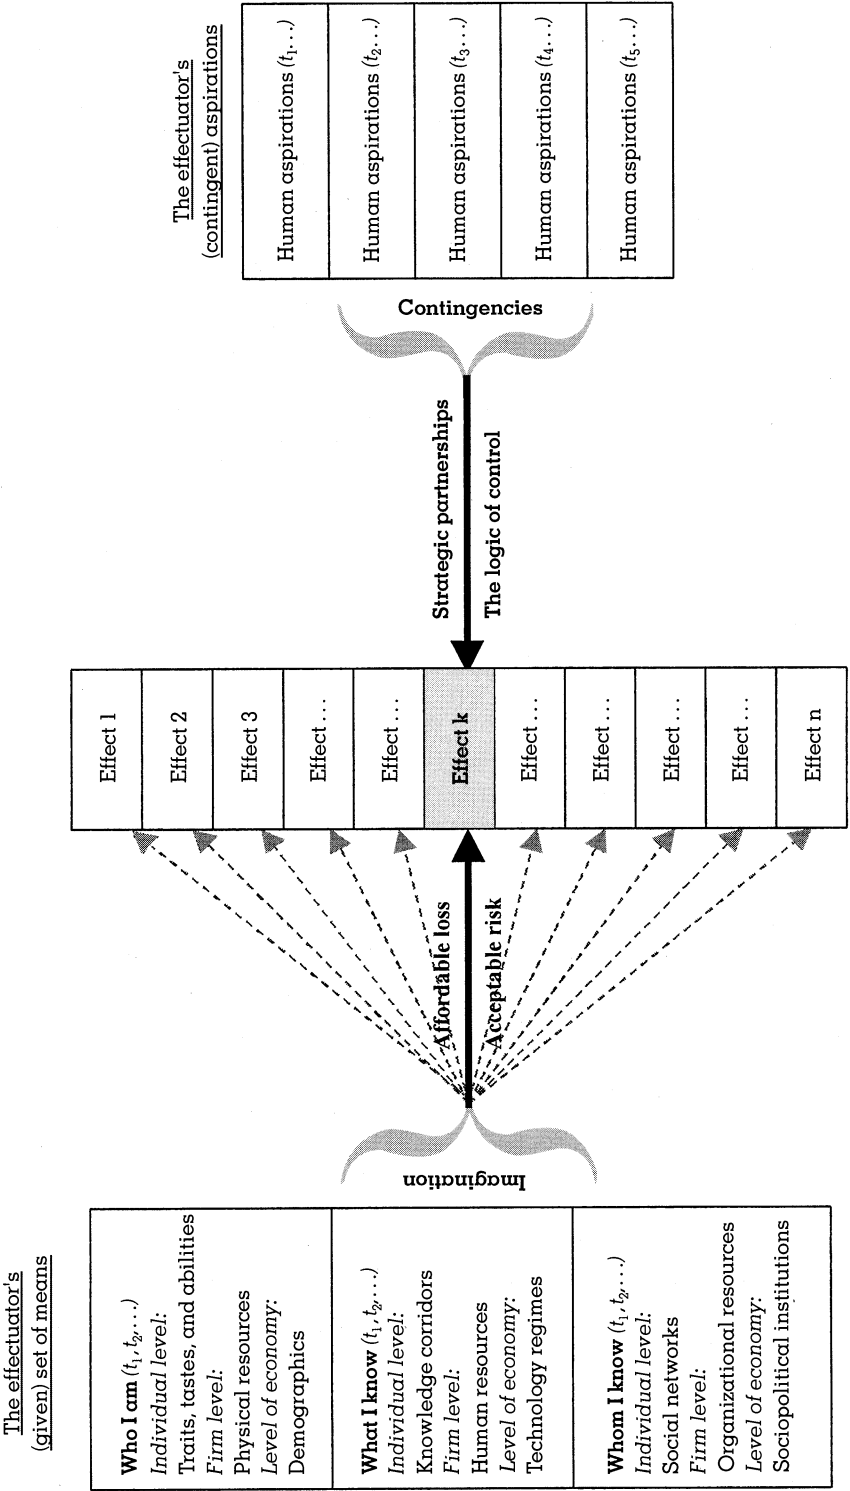 The effectuator's
(given) set of means
Who I am (t1, t2, . . .)
Individual level:
Traits, tastes, and abilities
Firm level:
Physical resources
Level of economy:
Demographics
What I know (t1, t2, . . .)
Individual level:
Knowledge corridors
Firm level:
Human resources
Level of economy:
Technology regimes
Whom I know (t1, t2, . . .)
Individual level:
Social networks
Firm level:
Organizational resources
Level of economy:
Sociopolitical institutions
Imagination
Affordable loss
Acceptable risk
Effect 1
Effect 2
Effect 3
Effect . . .
Effect . . .
Effect k
Effect . . .
Effect . . .
Effect . . .
Effect . . .
Effect n
Strategic partnerships
The logic of control
Contingencies
The effectuator's
(contingent) aspirations
Human aspirations (t1. . .)
Human aspirations (t2. . .)
Human aspirations (t3. . .)
Human aspirations (t4. . .)
Human aspirations (t5. . .)